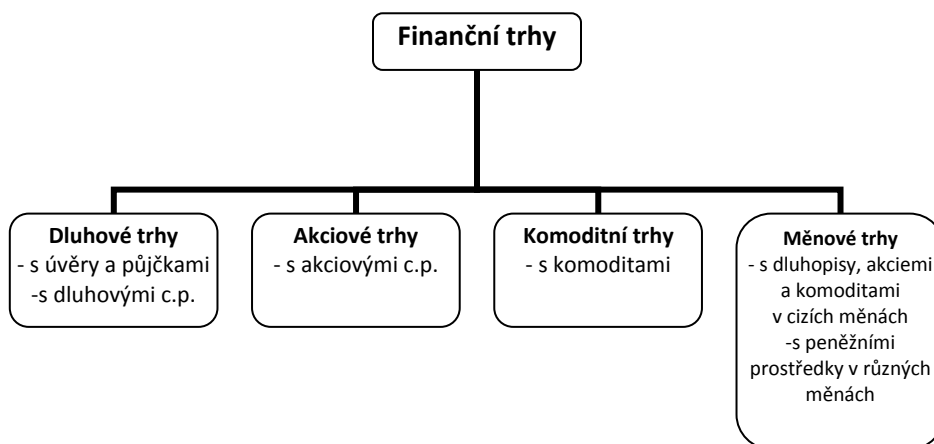 Finanční trhy
Dluhové trhy
- s úvěry a půjčkami
-s dluhovými c.p.
Akciové trhy
- s akciovými c.p.
Komoditní trhy
- s komoditami
Měnové trhy
- s dluhopisy, akciemi
a komoditami
v cizích měnách
-s peněžními
prostředky v různých
měnách